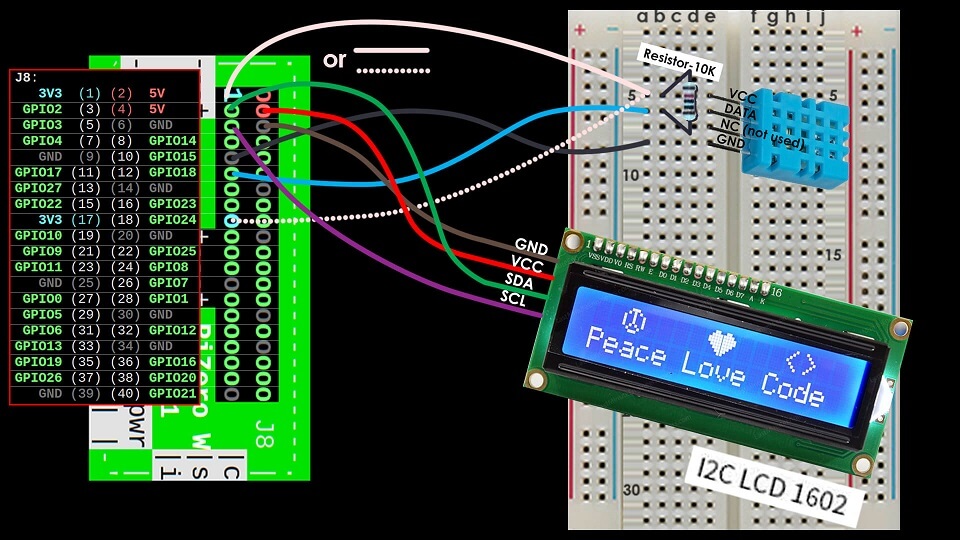 a b c d e f g h i j
or
Resistor-10K
J8:
3V3 (1) (2) 5V
GPIO2 (3) (4) 5V
GPIO3 (5) (6) GND
GPIO4 (7) (8) GPIO14
GND (9) (10) GPIO15
GPIO17 (11) (12) GPIO18
GPIO27 (13) (14) GND
GPIO22 (15) (16) GPIO23
3V3 (17) (18) GPIO24
GPIO10 (19) (20) GND
GPIO9 (21) (22) GPIO25
GPIO11 (23) (24) GPIO8
GND (25) (26) GPIO7
GPIO0 (27) (28) GPIO1
GPIO5 (29) (30) GND
GPIO6 (31) (32) GPIO12
GPIO13 (33) (34) GND
GPIO19 (35) (36) GPIO16
GPIO26 (37) (38) GPIO20
GND (39) (40) GPIO21
J8
Pizero W
pwr
5
5
10
15
30
VCC
DATA
NC (not used)
GND
GND
VCC
SDA
SCL
1 VSS VDD VO RS RW E D0 D1 D2 D3 D4 D5 D6 D7 A K 16
Peace Love Code
I2C LCD 1602